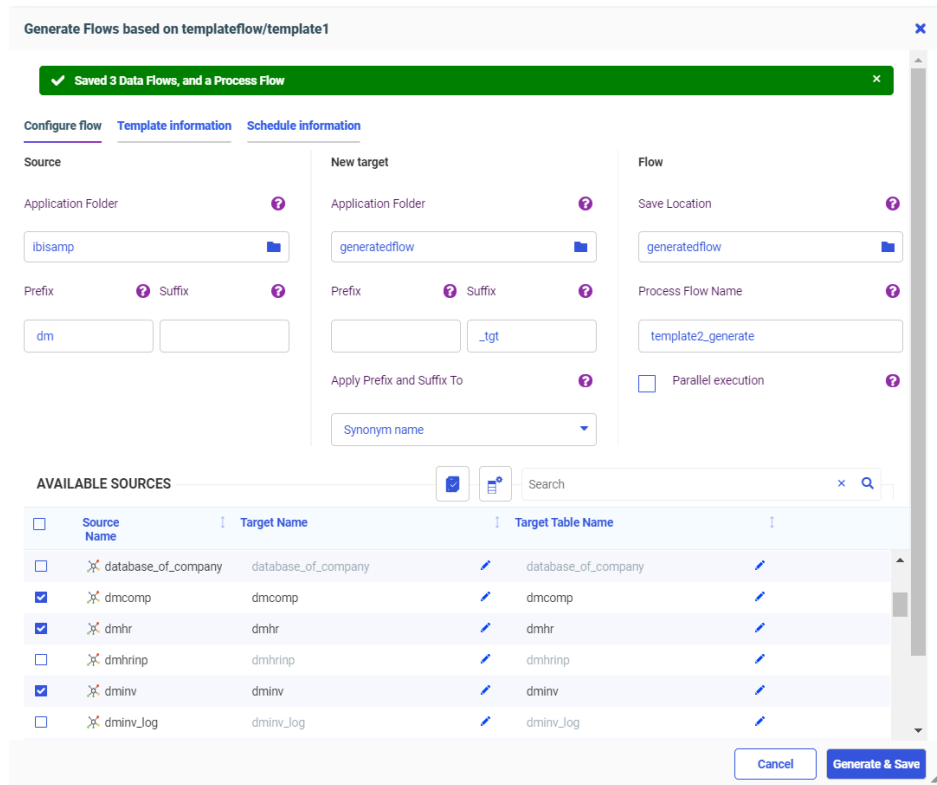 Generate Flows based on templateflow/template1
Saved 3 Data Flows, and a Process Flow
Configure flow Template information Schedule information
Source New target Flow
Application Folder Application Folder Save Location
ibisamp generatedflow generatedflow
Prefix Suffix Prefix Suffix Process Flow Name
dm _tgt template2_generate
Apply Prefix and Suffix To Parallel execution
Synonym name
AVAILABLE SOURCES Search
Source Name Target Name Target Table Name
database_of_company database_of_company database_of_company
dmcomp dmcomp dmcomp
dmhr dmhr dmhr
dmhrinp dmhrinp dmhrinp
dminv dminv dminv
dminv_log dminv_log dminv_log
Cancel Generate & Save